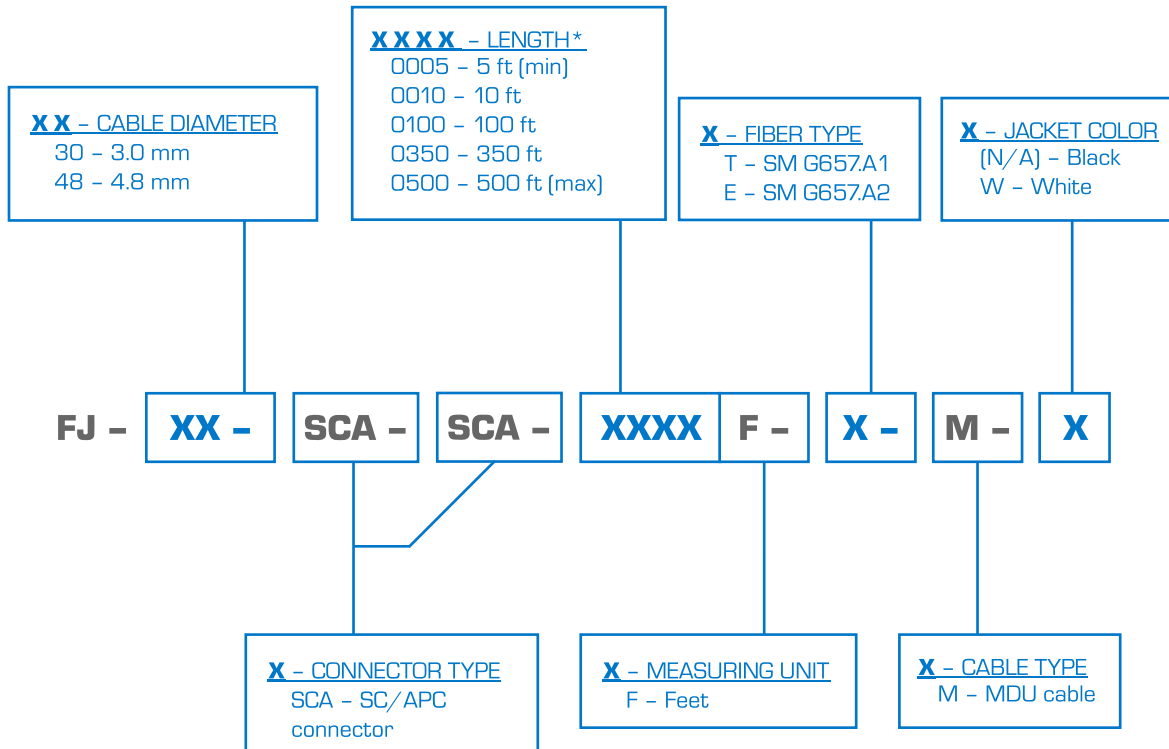 X X X X – LENGTH*
0005 – 5 ft (min)
0010 – 10 ft
0100 – 100 ft
0350 – 350 ft
0500 – 500 ft (max)
X X – CABLE DIAMETER
30 – 3.0 mm
48 – 4.8 mm
X – FIBER TYPE
T – SM G657.A1
E – SM G657.A2
X – JACKET COLOR
(N/A) – Black
W – White
FJ – XX – SCA – SCA – XXXX F – X – M – X
X – CONNECTOR TYPE
SCA – SC/APC
connector
X – MEASURING UNIT
F – Feet
X – CABLE TYPE
M – MDU cable